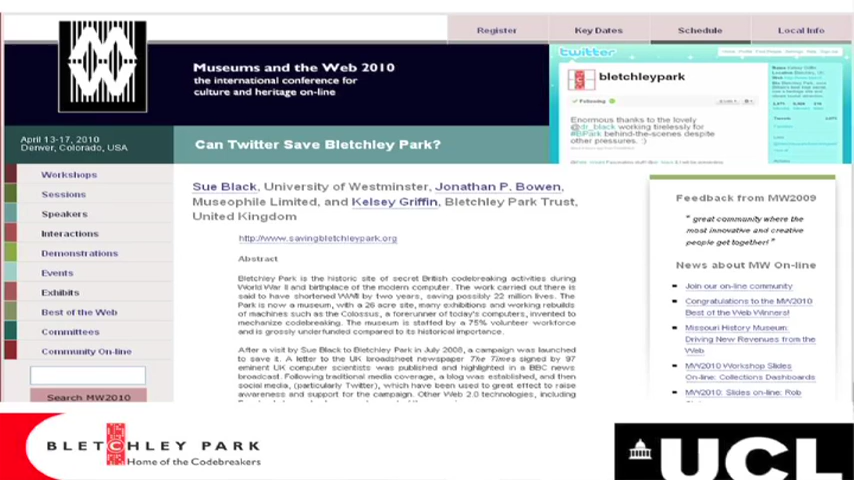 Register Key Dates Schedule Local Info
Museums and the Web 2010
the international conference for
culture and heritage on-line
twitter
bletchleypark
Following
Enormous thanks to the lovely
@dr_black working tirelessly for
#BPark behind-the-scenes despite
other pressures. :)
April 13-17, 2010
Denver, Colorado, USA
Can Twitter Save Bletchley Park?
Workshops
Sessions
Speakers
Interactions
Demonstrations
Events
Exhibits
Best of the Web
Committees
Community On-line
Search MW2010
Sue Black, University of Westminster, Jonathan P. Bowen,
Museophile Limited, and Kelsey Griffin, Bletchley Park Trust,
United Kingdom
http://www.savingbletchleypark.org
Abstract
Bletchley Park is the historic site of secret British codebreaking activities during
World War II and birthplace of the modern computer. The work carried out there is
said to have shortened WWII by two years, saving possibly 22 million lives. The
Park is now a museum, with a 26 acre site, many exhibitions and working rebuilds
of machines such as the Colossus, a forerunner of today's computers, invented to
mechanize codebreaking. The museum is staffed by a 75% volunteer workforce
and is grossly underfunded compared to its historical importance.
After a visit by Sue Black to Bletchley Park in July 2008, a campaign was launched
to save it. A letter to the UK broadsheet newspaper The Times signed by 97
eminent UK computer scientists was published and highlighted in a BBC news
broadcast. Following traditional media coverage, a blog was established, and then
social media, (particularly Twitter), which have been used to great effect to raise
awareness and support for the campaign. Other Web 2.0 technologies, including
Feedback from MW2009
" great community where the
most innovative and creative
people get together! "
News about MW On-line
Join our on-line community
Congratulations to the MW2010
Best of the Web Winners!
Missouri History Museum:
Driving New Revenues from the
Web
MW2010 Workshop Slides
On-line: Collections Dashboards
MW2010: Slides on-line: Rob
BLETCHLEY PARK
Home of the Codebreakers
UCL